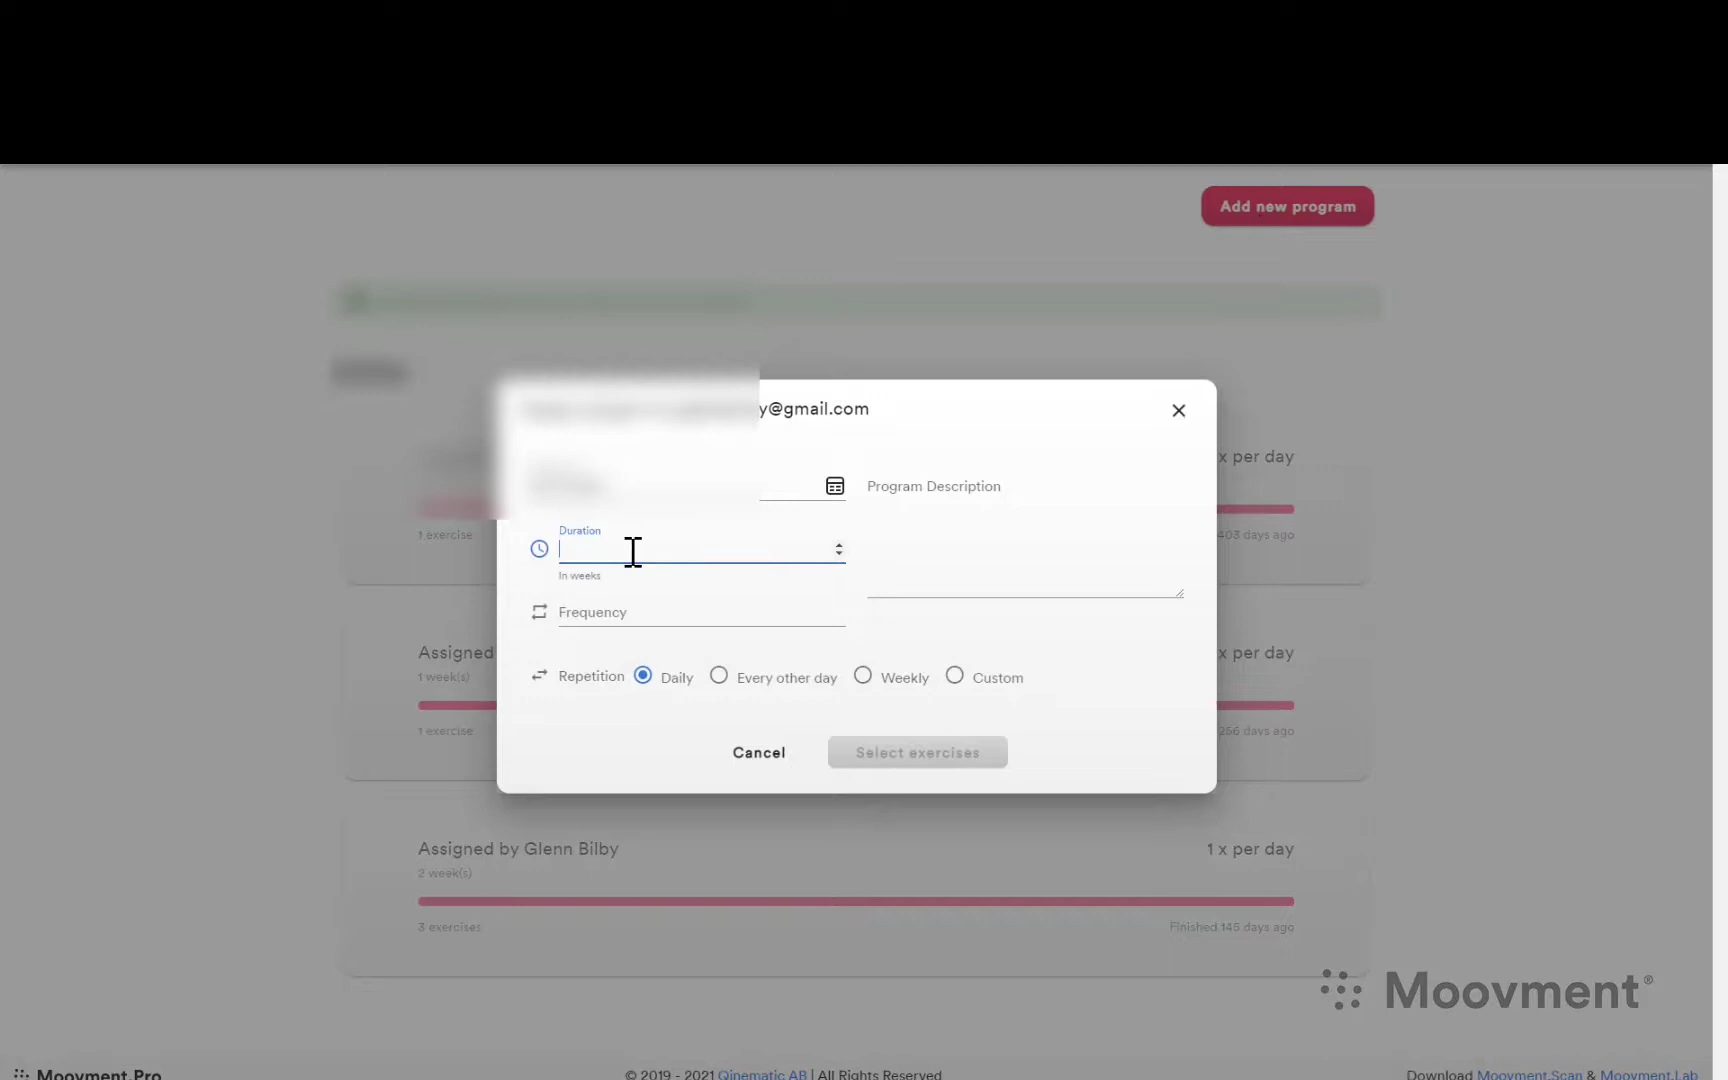 Add new program
y@gmail.com
x per day
Program Description
Duration
1 exercise
403 days ago
In weeks
Frequency
Assigned
x per day
1 week(s)
Repetition Daily Every other day Weekly Custom
1 exercise
256 days ago
Cancel Select exercises
Assigned by Glenn Bilby
1 x per day
2 week(s)
3 exercises
Finished 145 days ago
Moovment®
Moovment.Pro
© 2019 - 2021 Qinematic AB | All Rights Reserved
Download Moovment.Scan & Moovment.Lab